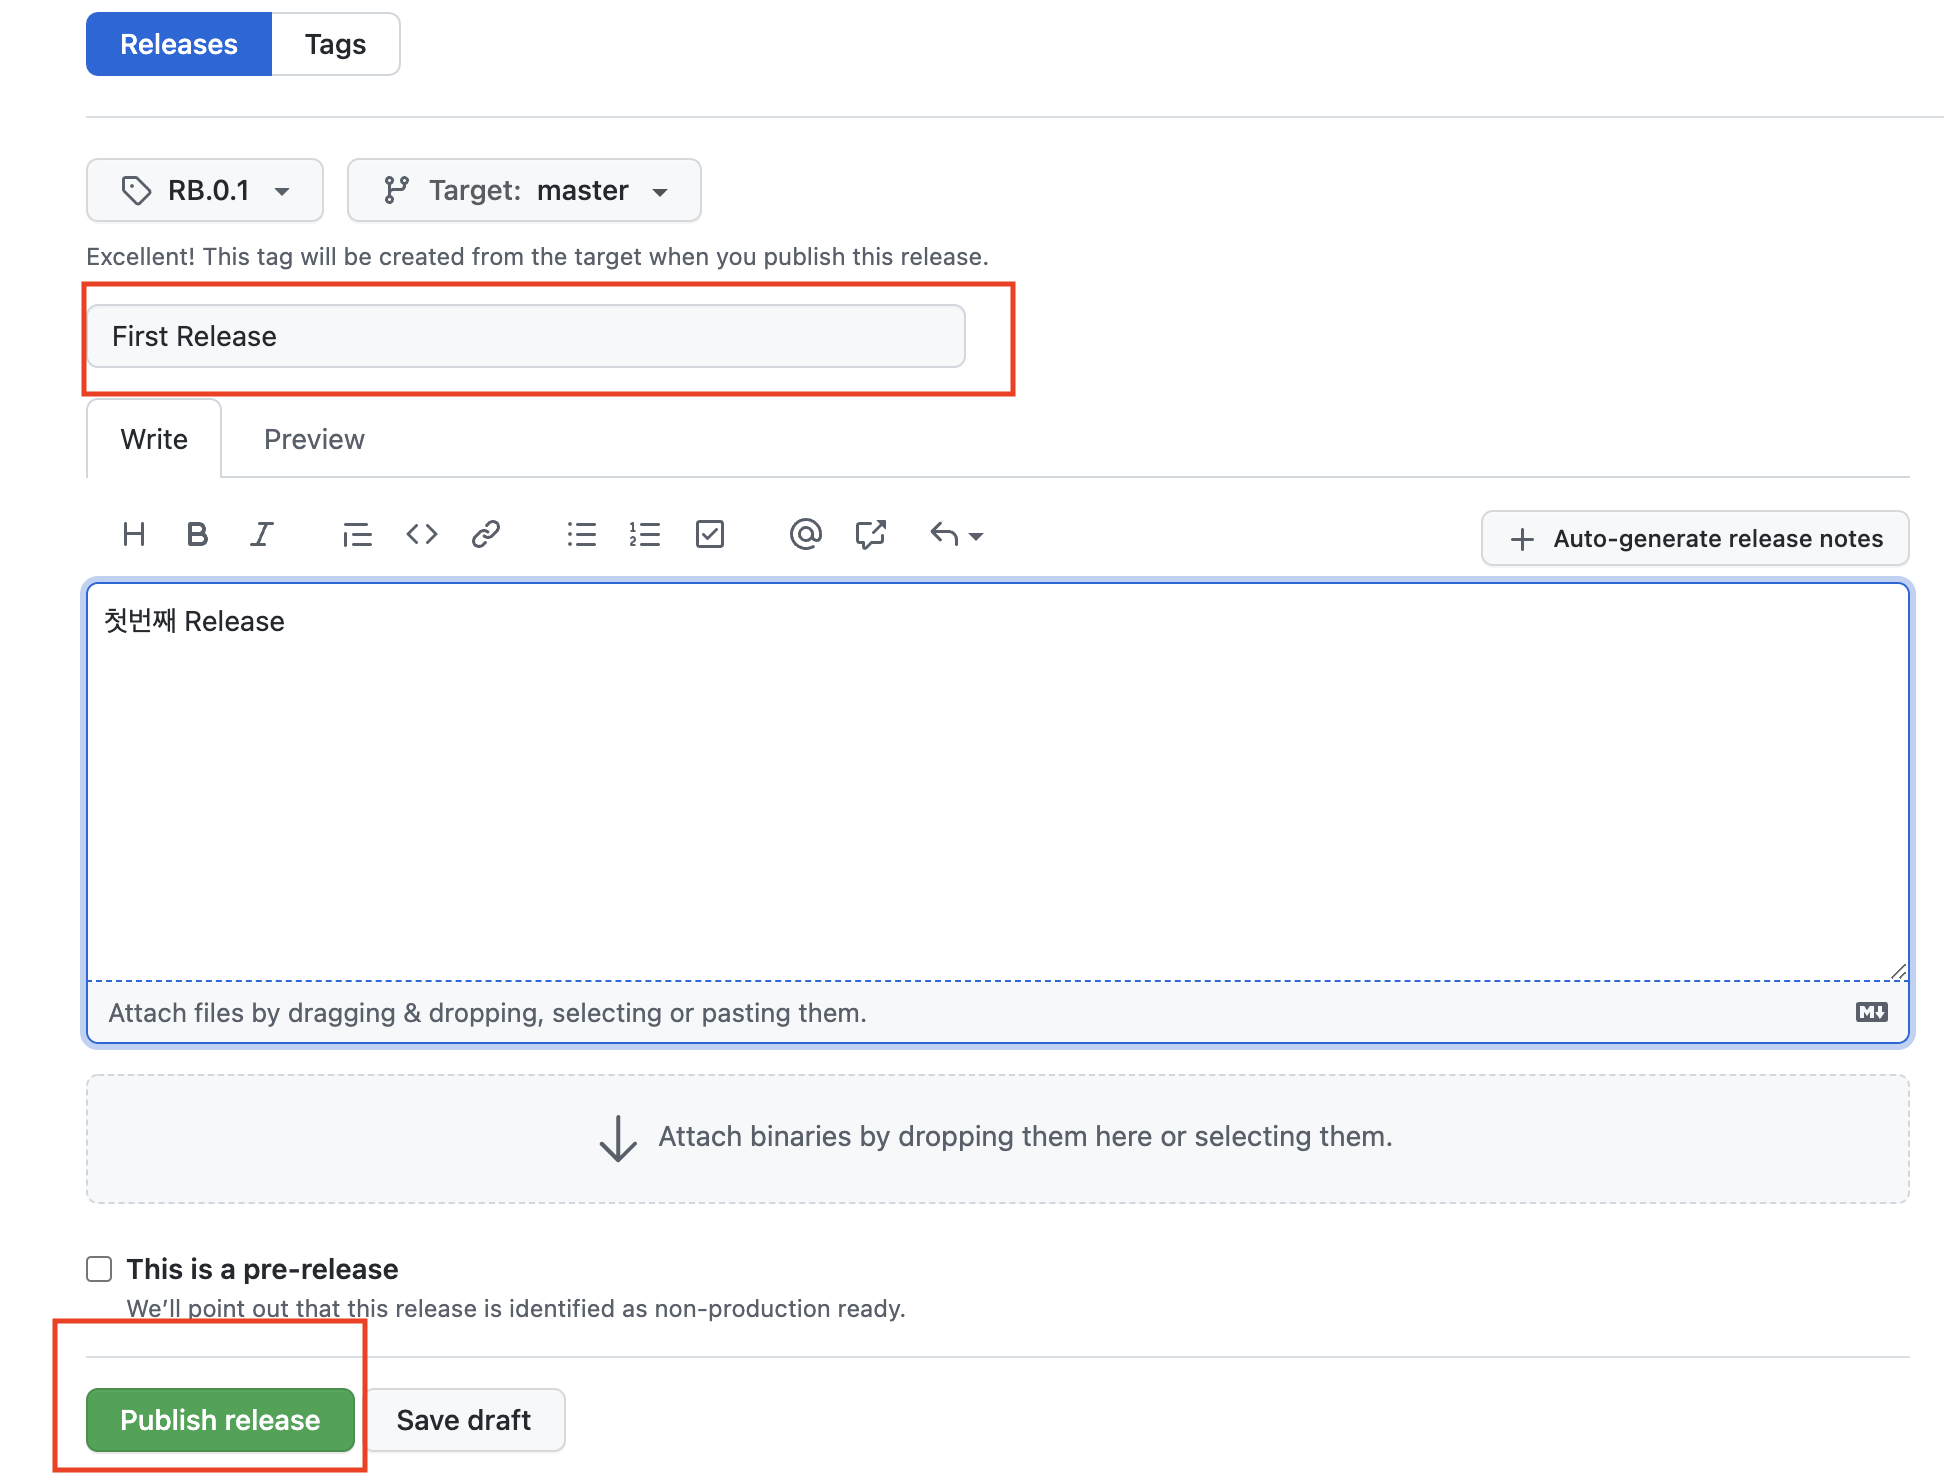 Releases Tags
RB.0.1 Target: master
Excellent! This tag will be created from the target when you publish this release.
First Release
Write Preview
Auto-generate release notes
첫번째 Release
Attach files by dragging & dropping, selecting or pasting them.
Attach binaries by dropping them here or selecting them.
This is a pre-release
We’ll point out that this release is identified as non-production ready.
Publish release Save draft